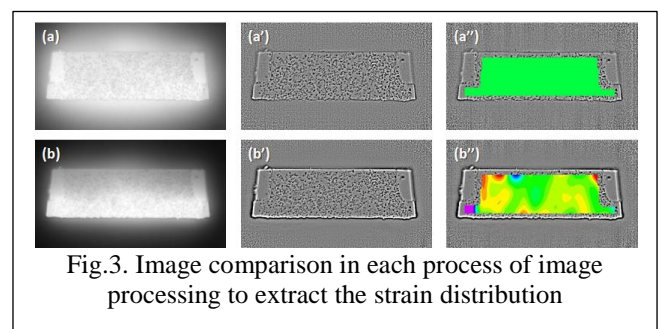 (a) (a’) (a’’)
(b) (b’) (b’’)
Fig.3. Image comparison in each process of image
processing to extract the strain distribution